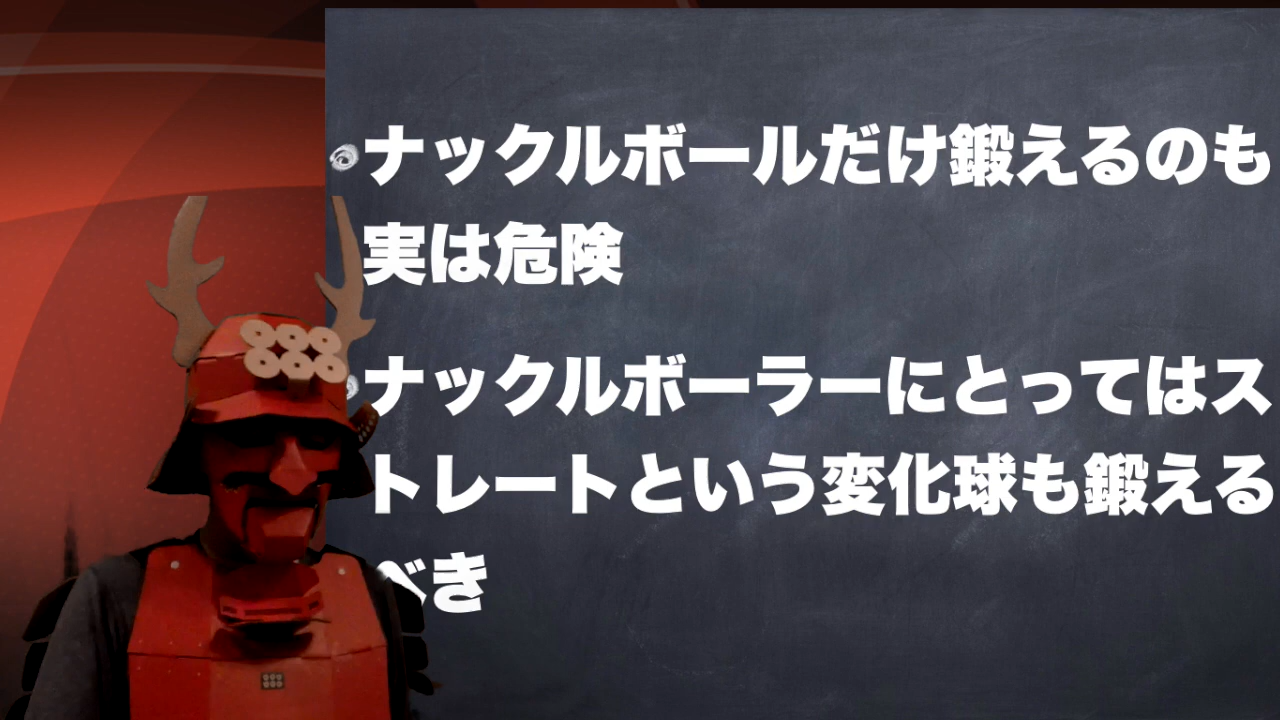 ナックルボールだけ鍛えるのも
実は危険
ナックルボーラーにとってはス
トレートという変化球も鍛える
べき